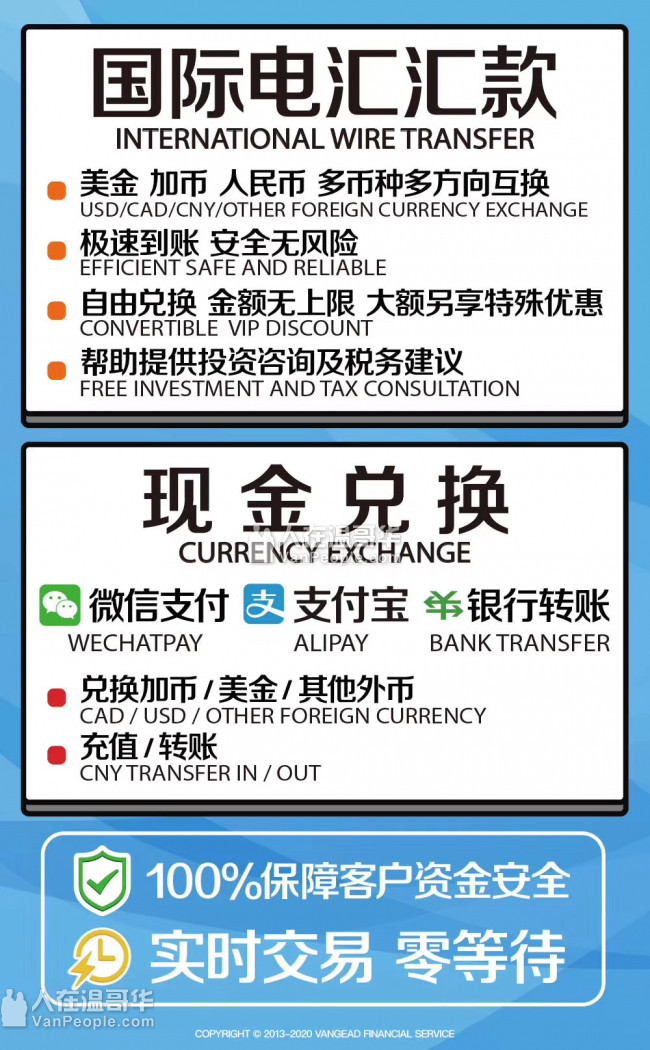 国际电汇汇款
INTERNATIONAL WIRE TRANSFER
美金 加币 人民币 多币种多方向互换
USD/CAD/CNY/OTHER FOREIGN CURRENCY EXCHANGE
极速到账 安全无风险
EFFICIENT SAFE AND RELIABLE
自由兑换 金额无上限 大额另享特殊优惠
CONVERTIBLE VIP DISCOUNT
帮助提供投资咨询及税务建议
FREE INVESTMENT AND TAX CONSULTATION
现金兑换
人在温哥华
VanPeople.com
CURRENCY EXCHANGE
微信支付 支 支付宝 银行转账
WECHATPAY ALIPAY BANK TRANSFER
兑换加币 / 美金 / 其他外币
CAD / USD / OTHER FOREIGN CURRENCY
充值 / 转账
CNY TRANSFER IN / OUT
100%保障客户资金安全
实时交易 零等待
人在温哥华
VanPeople.com
COPYRIGHT © 2013-2020 VANGEAD FINANCIAL SERVICE